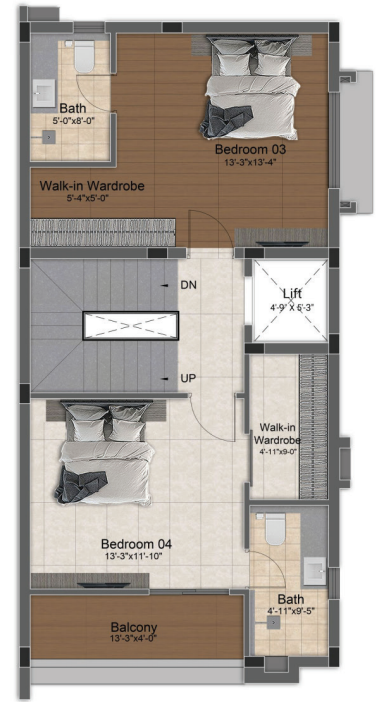 Bath
5'-0"x8'-0"
Bedroom 03
13'-3"x13'-4"
Walk-in Wardrobe
5'-4"x5'-0"
DN
Lift
4'-9" X 5'-3"
UP
Walk-in
Wardrobe
4'-11"x9-0"
Bedroom 04
13'-3"x11'-10"
Bath
4'-11"x9'-5"
Balcony
13'-3"x4'-0"